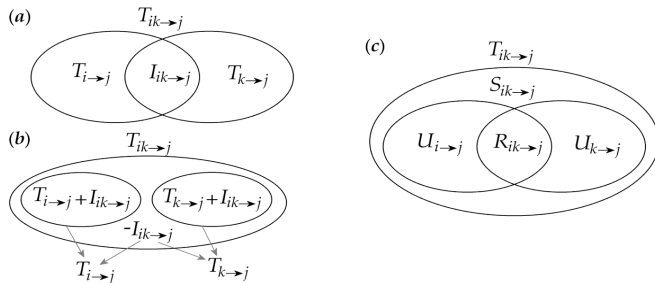 (a)
T_{ik→j}
T_{i→j} I_{ik→j} T_{k→j}
(b)
T_{ik→j}
T_{i→j}+I_{ik→j} T_{k→j}+I_{ik→j}
-I_{ik→j}
T_{i→j} T_{k→j}
(c)
T_{ik→j}
S_{ik→j}
U_{i→j} R_{ik→j} U_{k→j}